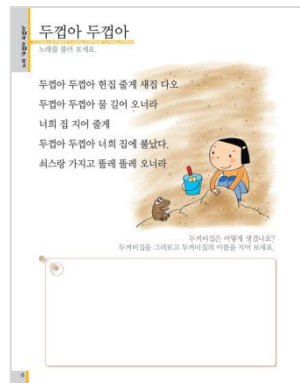 두껍아 두껍아
노래를 불러 보세요.
두껍아 두껍아 헌집 줄게 새집 다오
두껍아 두껍아 물 길어 오너라
너희 집 지어 줄게
두껍아 두껍아 너희 집에 불났다.
쇠스랑 가지고 뚤레 뚤레 오너라
두꺼비집은 어떻게 생겼나요?
두꺼비집을 그려보고 두꺼비집의 이름을 지어 보세요.